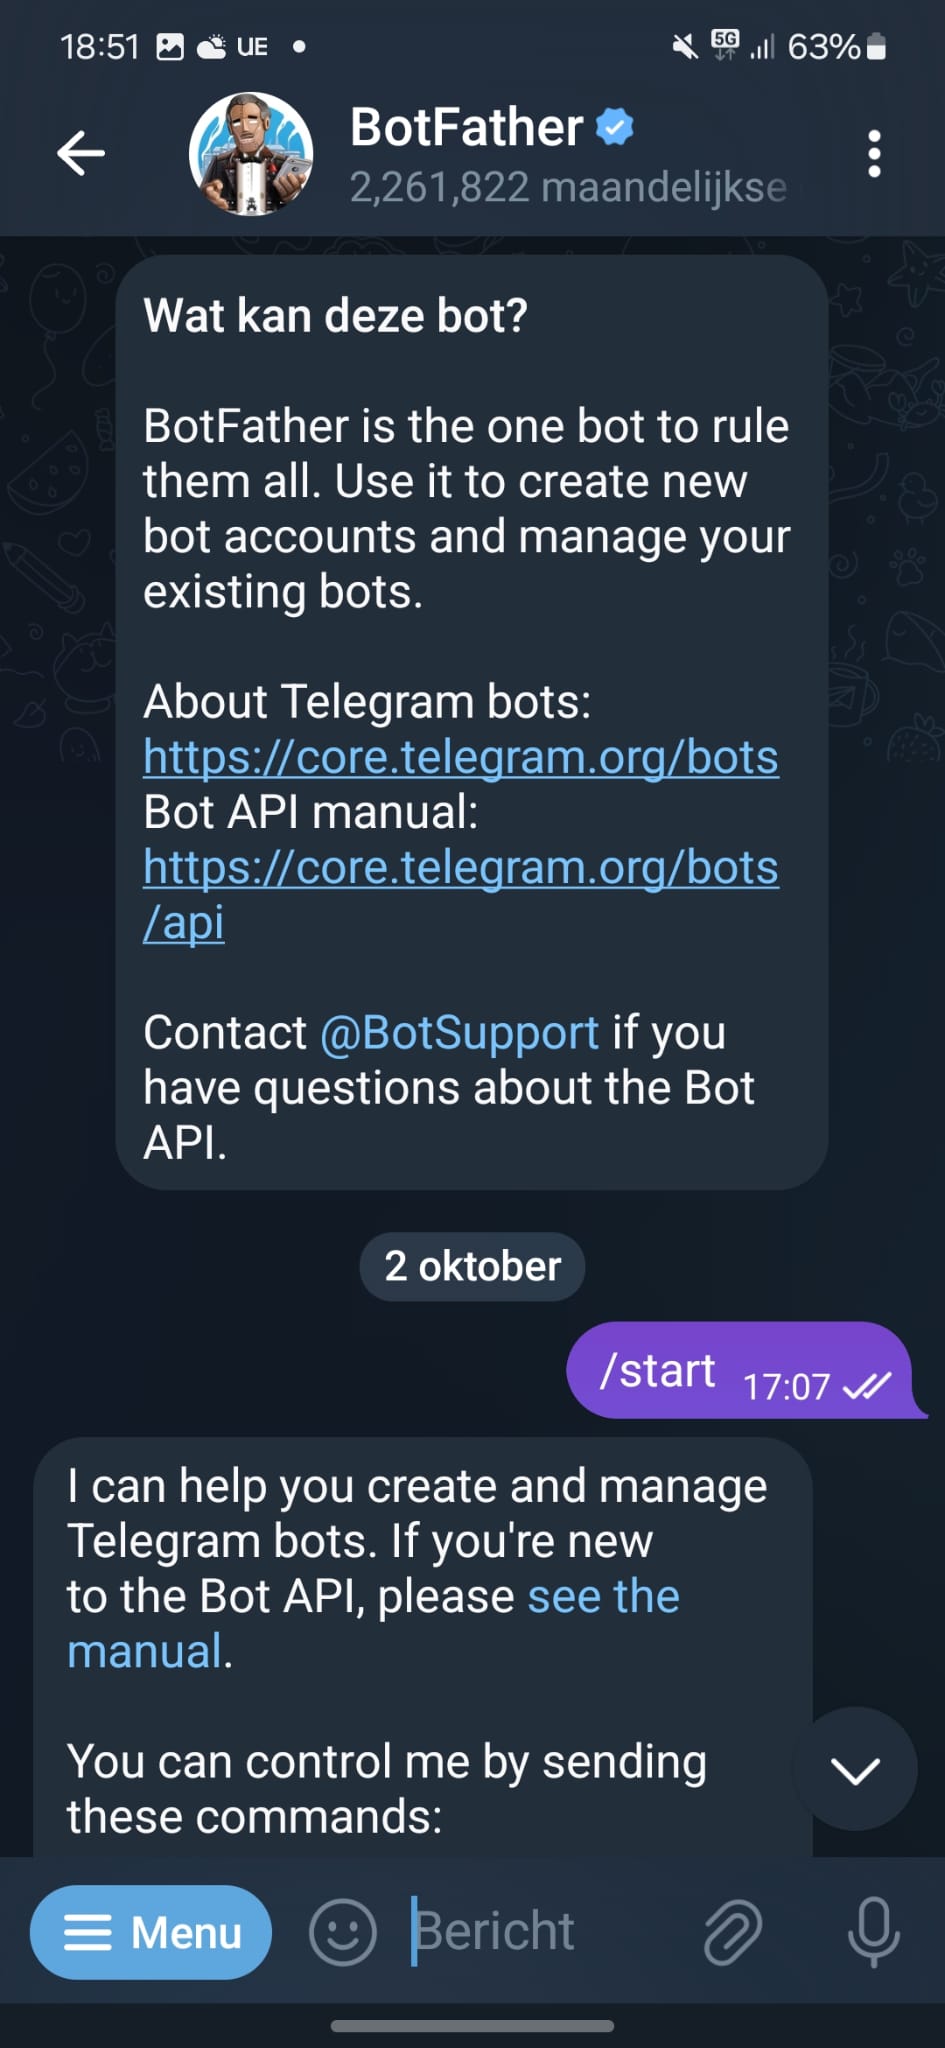 18:51 UE 5G 63%
BotFather
2,261,822 maandelijkse
Wat kan deze bot?
BotFather is the one bot to rule
them all. Use it to create new
bot accounts and manage your
existing bots.
About Telegram bots:
https://core.telegram.org/bots
Bot API manual:
https://core.telegram.org/bots
/api
Contact @BotSupport if you
have questions about the Bot
API.
2 oktober
/start 17:07
I can help you create and manage
Telegram bots. If you're new
to the Bot API, please see the
manual.
You can control me by sending
these commands:
Menu Bericht